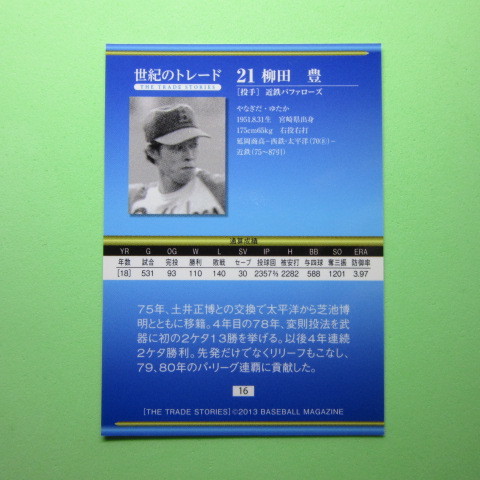 世紀のトレード
THE TRADE STORIES
21 柳田 豊
[投手] 近鉄バファローズ
やなぎだ・ゆたか
1951.8.31生 宮崎県出身
175cm65kg 右投右打
延岡商高-西鉄・太平洋(70⑥)-
近鉄(75〜87引)
通算成績
YR G OG W L SV IP H BB SO ERA
年数 試合 完投 勝利 敗戦 セーブ 投球回 被安打 与四球 奪三振 防御率
[18] 531 93 110 140 30 2357⅔ 2282 588 1201 3.97
75年、土井正博との交換で太平洋から芝池博
明とともに移籍。4年目の78年、変則投法を武
器に初の2ケタ13勝を挙げる。以後4年連続
2ケタ勝利。先発だけでなくリリーフもこなし、
79、80年のパ・リーグ連覇に貢献した。
16
[THE TRADE STORIES]©2013 BASEBALL MAGAZINE